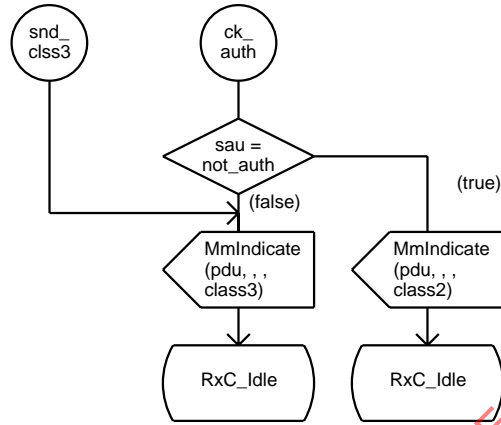 snd_
clss3
ck_
auth
sau =
not_auth
(false)
(true)
MmIndicate
(pdu, , ,
class3)
MmIndicate
(pdu, , ,
class2)
RxC_Idle
RxC_Idle